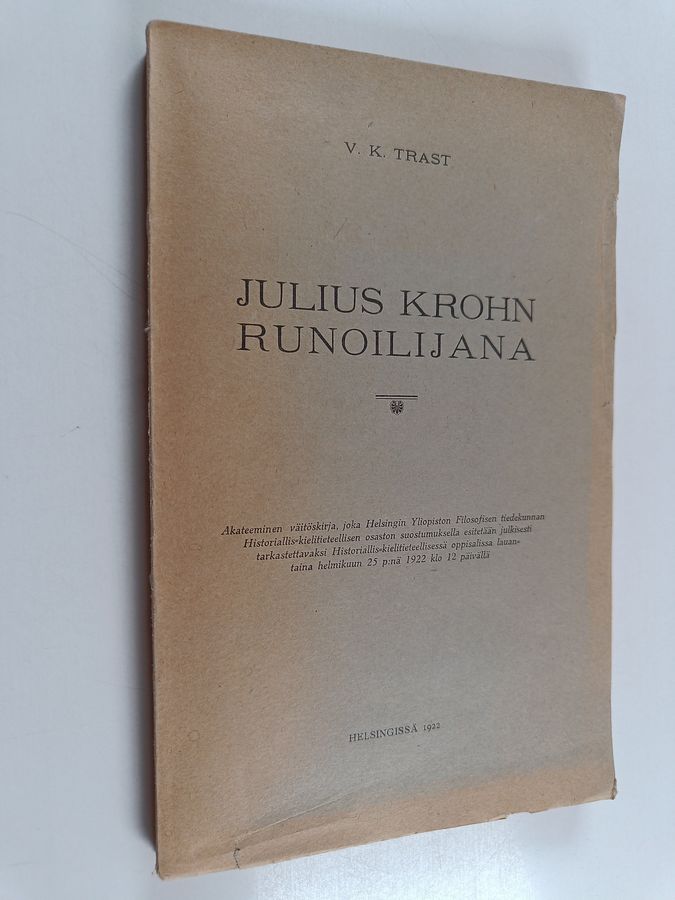 V. K. TRAST
JULIUS KROHN
RUNOILIJANA
Akateeminen väitöskirja, joka Helsingin Yliopiston Filosofisen tiedekunnan
Historiallis-kielitieteellisen osaston suostumuksella esitetään julkisesti
tarkastettavaksi Historiallis-kielitieteellisessä oppisalissa lauan-
taina helmikuun 25 p:nä 1922 klo 12 päivällä
HELSINGISSÄ 1922